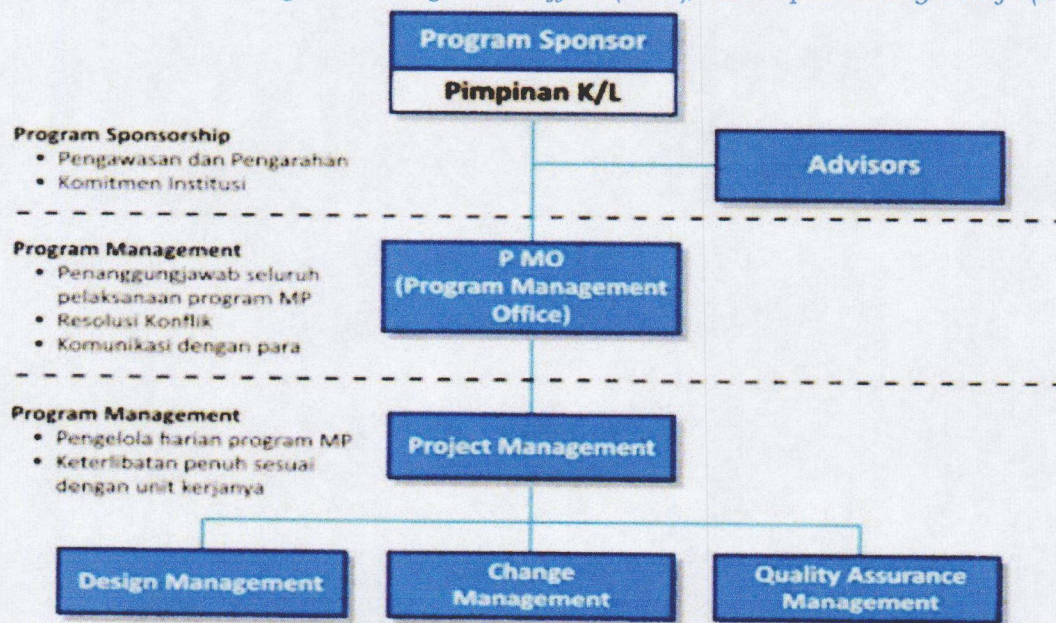 Program Sponsor
Pimpinan K/L
Program Sponsorship
• Pengawasan dan Pengarahan
• Komitmen Institusi
Advisors
Program Management
• Penanggungjawab seluruh
pelaksanaan program MP
• Resolusi Konflik
• Komunikasi dengan para
P MO
(Program Management
Office)
Program Management
• Pengelola harian program MP
• Keterlibatan penuh sesuai
dengan unit kerjanya
Project Management
Design Management
Change
Management
Quality Assurance
Management